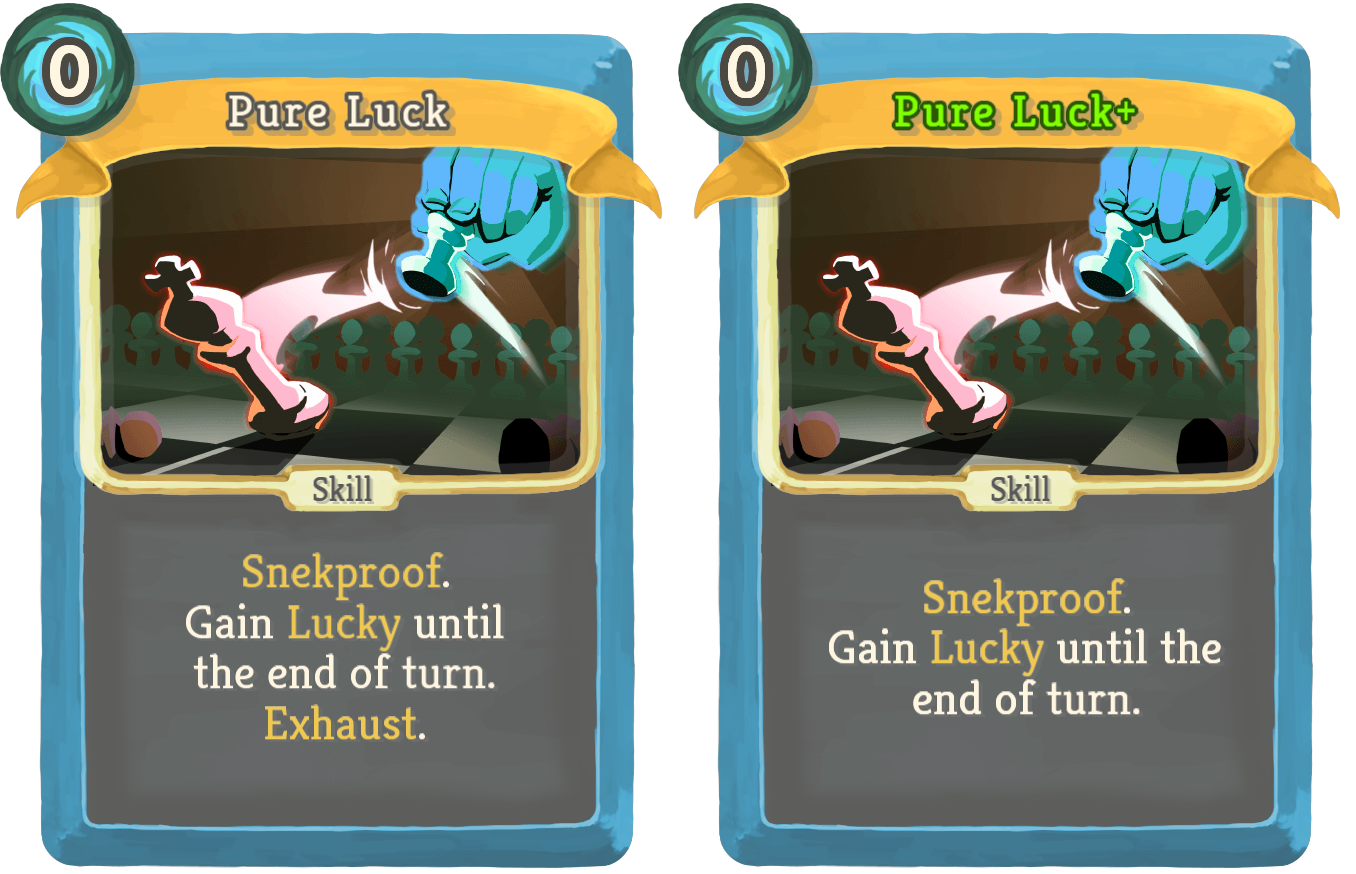 0
Pure Luck
Skill
Snekproof.
Gain Lucky until
the end of turn.
Exhaust.
0
Pure Luck+
Skill
Snekproof.
Gain Lucky until the
end of turn.